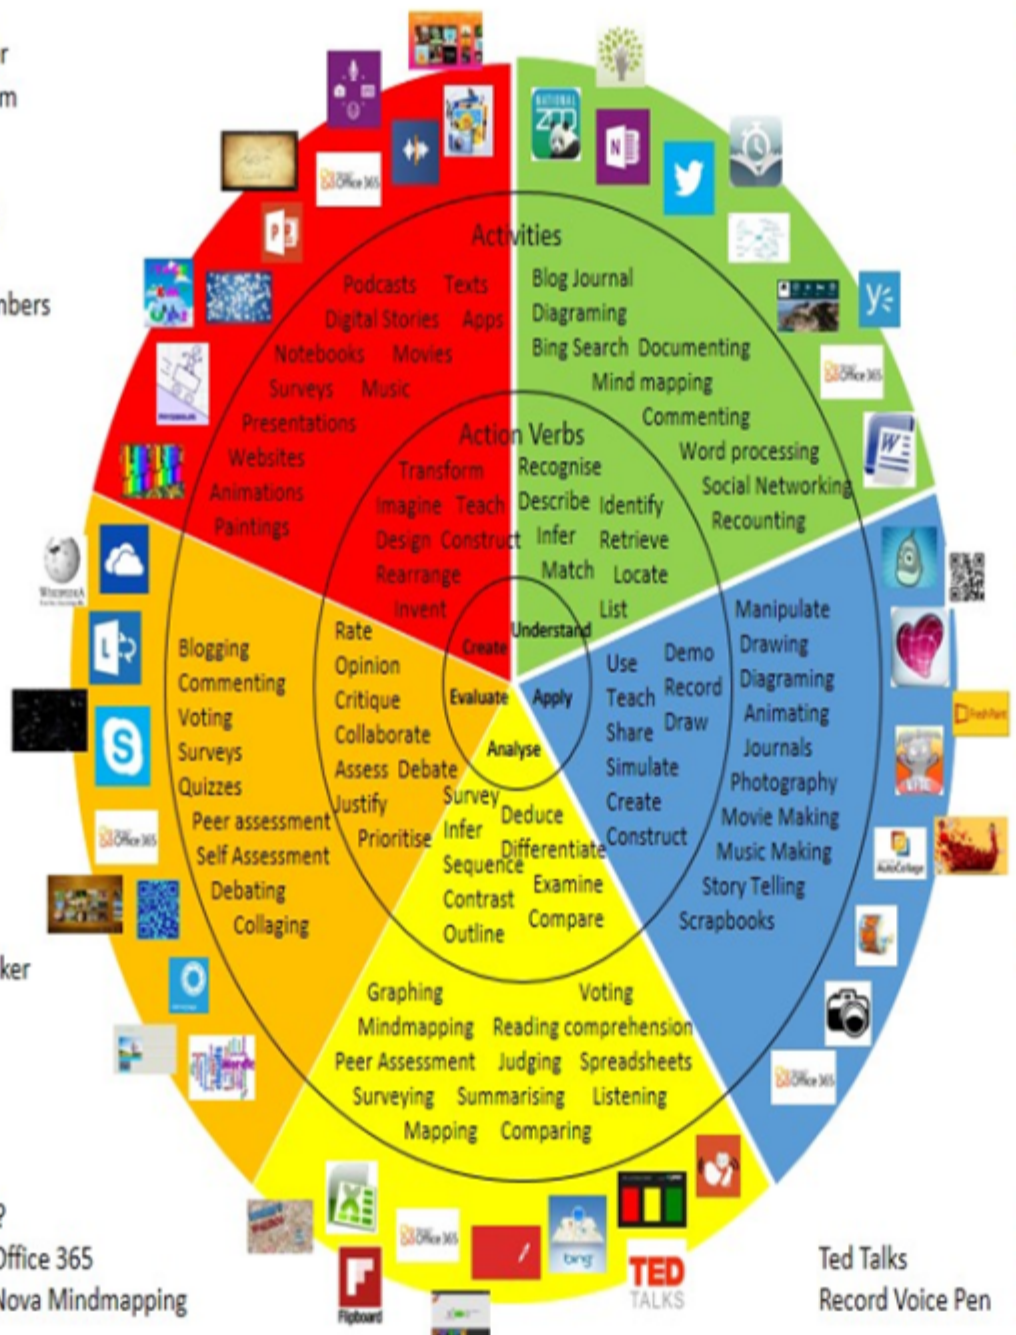 r
m
nbers
ker
?
Office 365
Nova Mindmapping
Ted Talks
Record Voice Pen
Activities
Podcasts Texts
Digital Stories Apps
Notebooks Movies
Surveys Music
Presentations
Websites
Animations
Paintings
Blog Journal
Diagraming
Bing Search Documenting
Mind mapping
Commenting
Word processing
Social Networking
Recounting
Action Verbs
Transform
Imagine Teach
Design Construct
Rearrange
Invent
Recognise
Describe Identify
Infer Retrieve
Match Locate
List
Create
Understand
Evaluate
Apply
Analyse
Rate
Opinion
Critique
Collaborate
Assess Debate
Justify
Prioritise
Blogging
Commenting
Voting
Surveys
Quizzes
Peer assessment
Self Assessment
Debating
Collaging
Use Demo
Teach Record
Share Draw
Simulate
Create
Construct
Manipulate
Drawing
Diagraming
Animating
Journals
Photography
Movie Making
Music Making
Story Telling
Scrapbooks
Survey Deduce
Infer Differentiate
Sequence Examine
Contrast Compare
Outline
Graphing Voting
Mindmapping Reading comprehension
Peer Assessment Judging Spreadsheets
Surveying Summarising Listening
Mapping Comparing
NATIONAL
ZOO
N
Office 365
P
Office 365
W
WIKIPEDIA
L
S
Office 365
FreshPaint
AutoCollage
Office 365
Office 365
Flipboard
bing
TED
TALKS